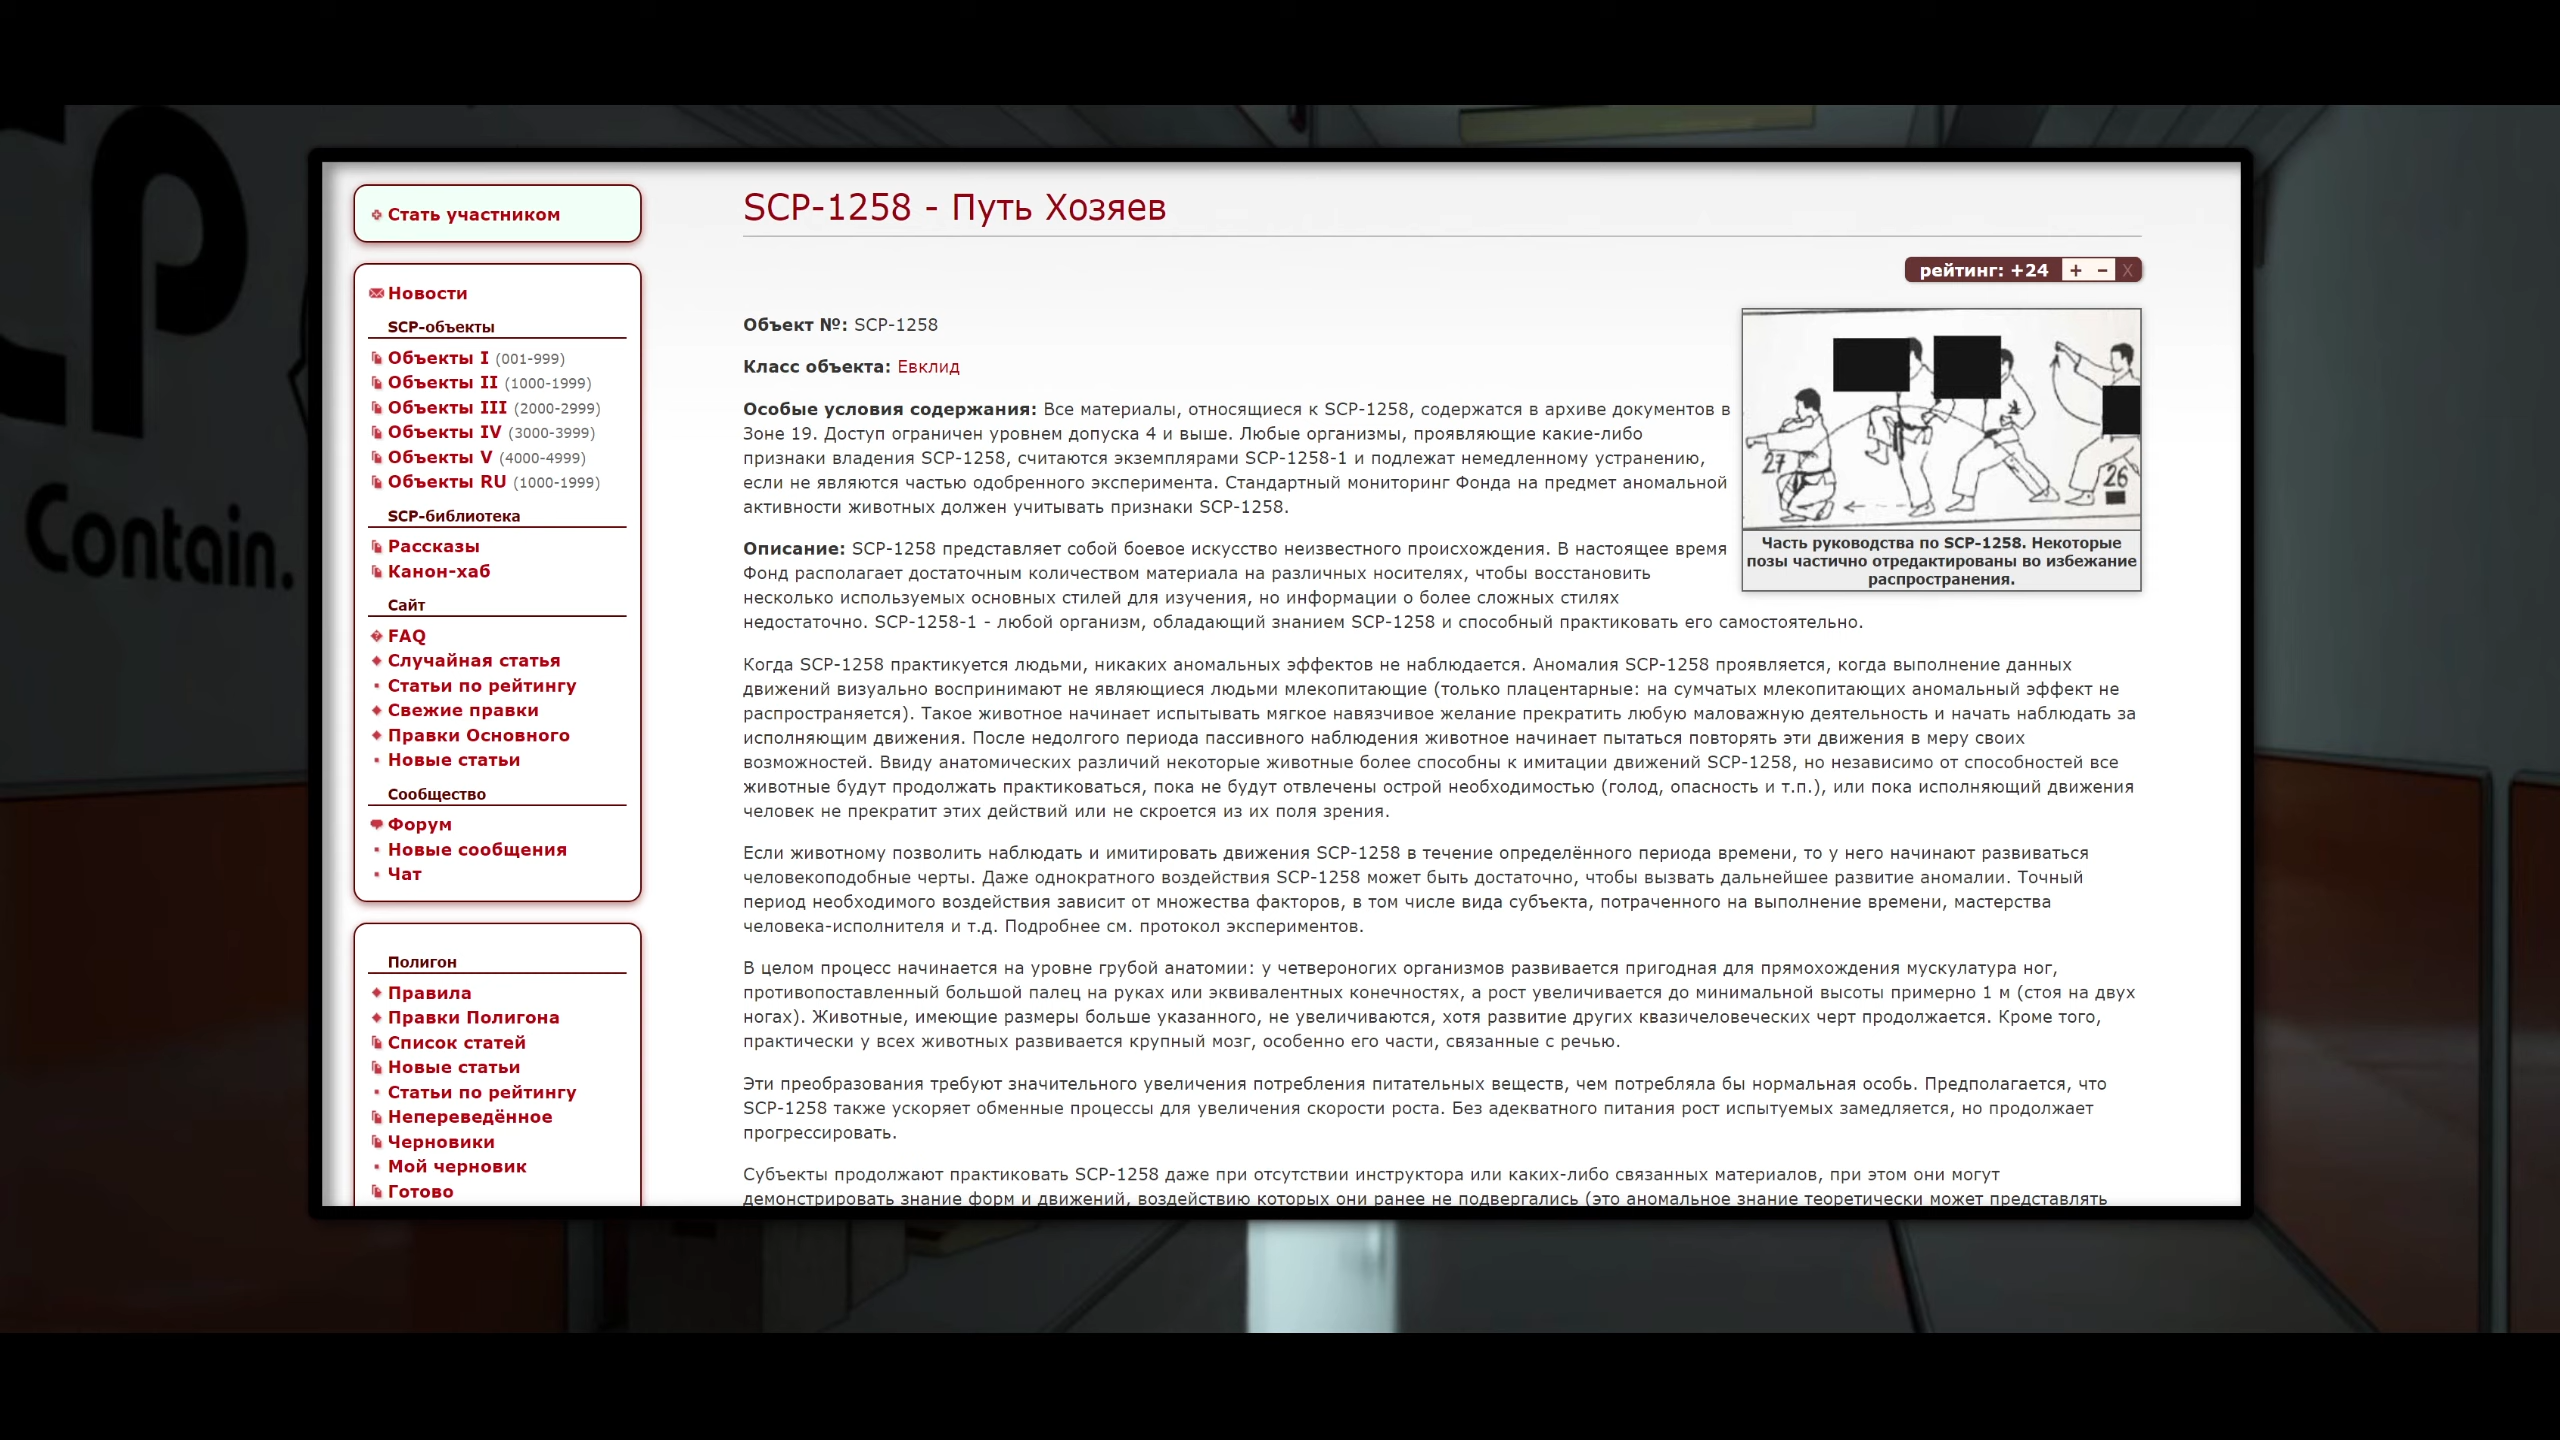 CP
Contain.
Стать участником
Новости
SCP-объекты
Объекты I (001-999)
Объекты II (1000-1999)
Объекты III (2000-2999)
Объекты IV (3000-3999)
Объекты V (4000-4999)
Объекты RU (1000-1999)
SCP-библиотека
Рассказы
Канон-хаб
Сайт
FAQ
Случайная статья
Статьи по рейтингу
Свежие правки
Правки Основного
Новые статьи
Сообщество
Форум
Новые сообщения
Чат
Полигон
Правила
Правки Полигона
Список статей
Новые статьи
Статьи по рейтингу
Непереведённое
Черновики
Мой черновик
Готово
SCP-1258 - Путь Хозяев
рейтинг: +24 + – X
Объект №: SCP-1258
Класс объекта: Евклид
Особые условия содержания: Все материалы, относящиеся к SCP-1258, содержатся в архиве документов в
Зоне 19. Доступ ограничен уровнем допуска 4 и выше. Любые организмы, проявляющие какие-либо
признаки владения SCP-1258, считаются экземплярами SCP-1258-1 и подлежат немедленному устранению,
если не являются частью одобренного эксперимента. Стандартный мониторинг Фонда на предмет аномальной
активности животных должен учитывать признаки SCP-1258.
27
26
Часть руководства по SCP-1258. Некоторые
позы частично отредактированы во избежание
распространения.
Описание: SCP-1258 представляет собой боевое искусство неизвестного происхождения. В настоящее время
Фонд располагает достаточным количеством материала на различных носителях, чтобы восстановить
несколько используемых основных стилей для изучения, но информации о более сложных стилях
недостаточно. SCP-1258-1 - любой организм, обладающий знанием SCP-1258 и способный практиковать его самостоятельно.
Когда SCP-1258 практикуется людьми, никаких аномальных эффектов не наблюдается. Аномалия SCP-1258 проявляется, когда выполнение данных
движений визуально воспринимают не являющиеся людьми млекопитающие (только плацентарные: на сумчатых млекопитающих аномальный эффект не
распространяется). Такое животное начинает испытывать мягкое навязчивое желание прекратить любую маловажную деятельность и начать наблюдать за
исполняющим движения. После недолгого периода пассивного наблюдения животное начинает пытаться повторять эти движения в меру своих
возможностей. Ввиду анатомических различий некоторые животные более способны к имитации движений SCP-1258, но независимо от способностей все
животные будут продолжать практиковаться, пока не будут отвлечены острой необходимостью (голод, опасность и т.п.), или пока исполняющий движения
человек не прекратит этих действий или не скроется из их поля зрения.
Если животному позволить наблюдать и имитировать движения SCP-1258 в течение определённого периода времени, то у него начинают развиваться
человекоподобные черты. Даже однократного воздействия SCP-1258 может быть достаточно, чтобы вызвать дальнейшее развитие аномалии. Точный
период необходимого воздействия зависит от множества факторов, в том числе вида субъекта, потраченного на выполнение времени, мастерства
человека-исполнителя и т.д. Подробнее см. протокол экспериментов.
В целом процесс начинается на уровне грубой анатомии: у четвероногих организмов развивается пригодная для прямохождения мускулатура ног,
противопоставленный большой палец на руках или эквивалентных конечностях, а рост увеличивается до минимальной высоты примерно 1 м (стоя на двух
ногах). Животные, имеющие размеры больше указанного, не увеличиваются, хотя развитие других квазичеловеческих черт продолжается. Кроме того,
практически у всех животных развивается крупный мозг, особенно его части, связанные с речью.
Эти преобразования требуют значительного увеличения потребления питательных веществ, чем потребляла бы нормальная особь. Предполагается, что
SCP-1258 также ускоряет обменные процессы для увеличения скорости роста. Без адекватного питания рост испытуемых замедляется, но продолжает
прогрессировать.
Субъекты продолжают практиковать SCP-1258 даже при отсутствии инструктора или каких-либо связанных материалов, при этом они могут
демонстрировать знание форм и движений, воздействию которых они ранее не подвергались (это аномальное знание теоретически может представлять